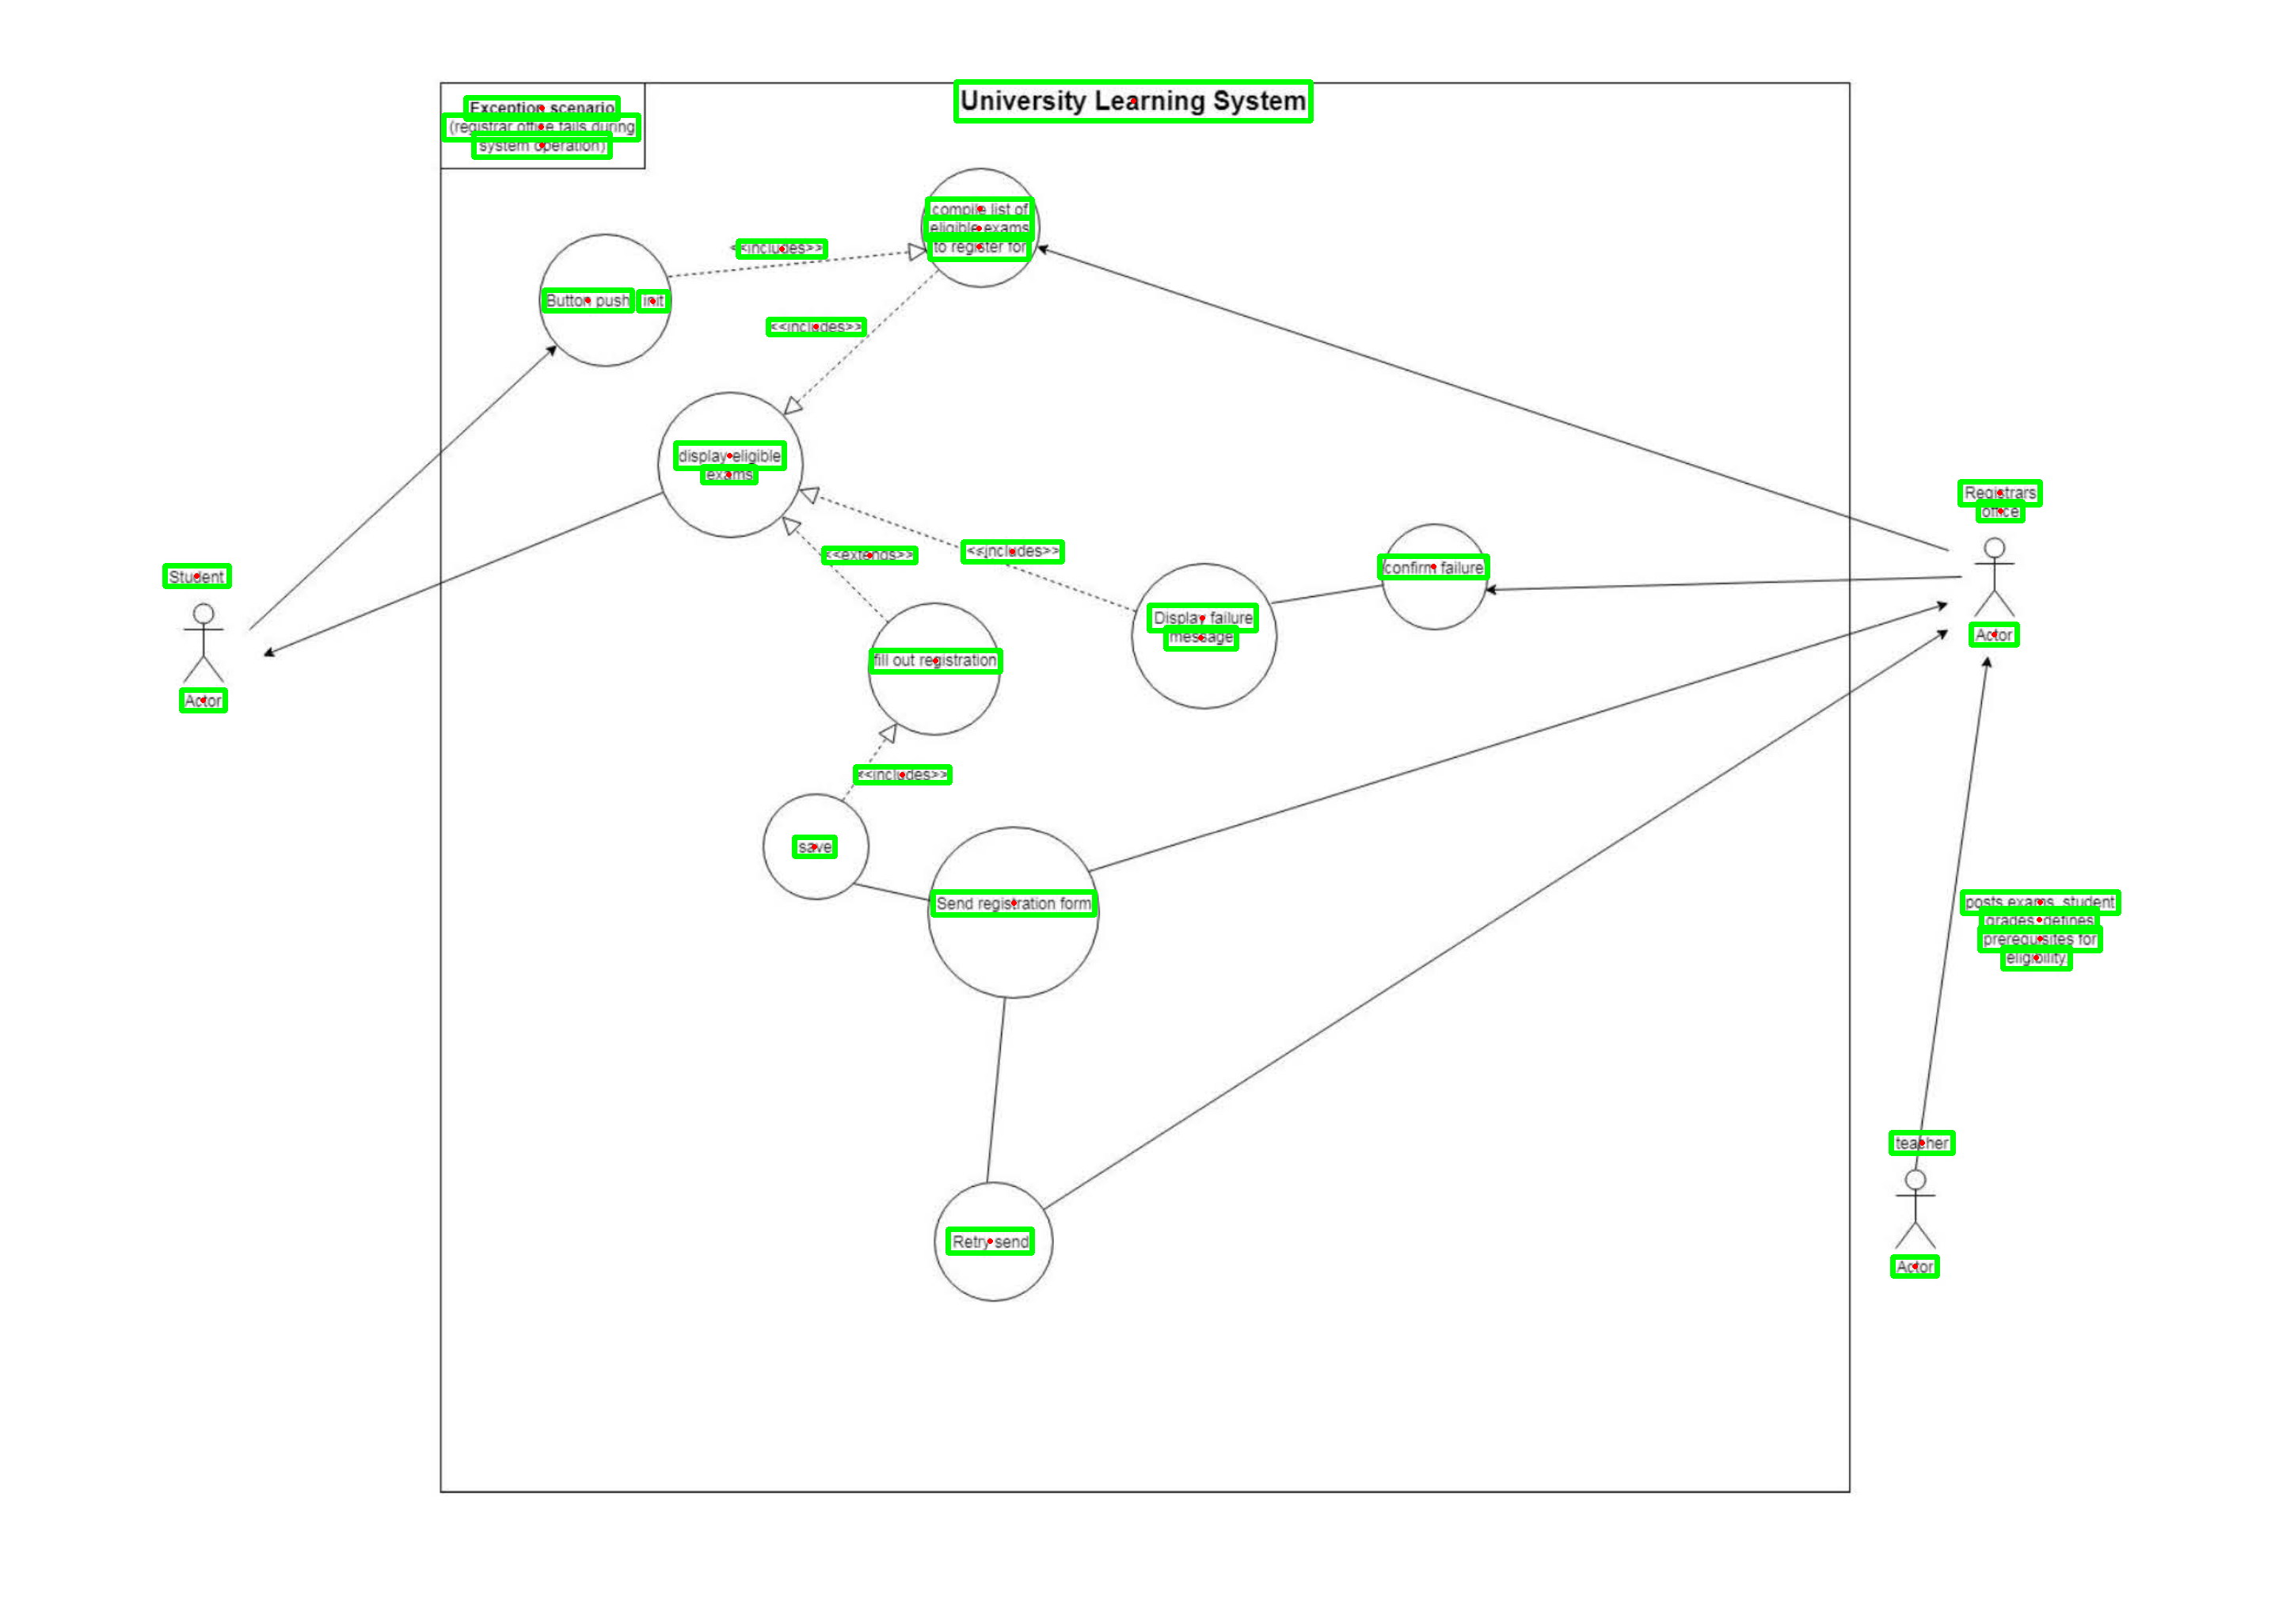 University Learning System
Exception scenario
(registrar office fails during
system operation)
compile list of
eligible exams
to register for
<<includes>>
Button push init
<<includes>>
display eligible
exams
Registrars
office
<<extends>>
<<includes>>
confirm failure
Student
Display failure
message
Actor
fill out registration
Actor
<<includes>>
save
Send registration form
posts exams, student
grades, defines
prerequisites for
eligibility.
teacher
Retry send
Actor